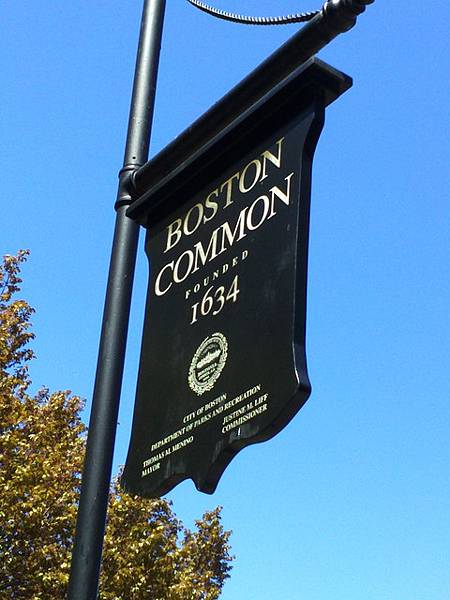 BOSTON
COMMON
FOUNDED
1634
CITY OF BOSTON
DEPARTMENT OF PARKS AND RECREATION
THOMAS M. MENINO JUSTINE M. LIFF
MAYOR COMMISSIONER